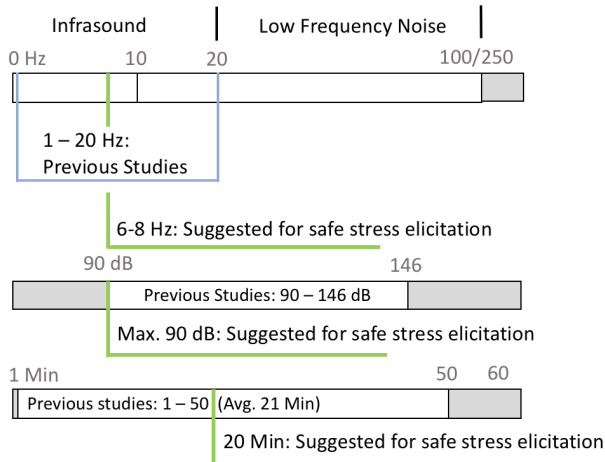 Infrasound Low Frequency Noise
0 Hz 10 20 100/250
1 – 20 Hz:
Previous Studies
6-8 Hz: Suggested for safe stress elicitation
90 dB 146
Previous Studies: 90 – 146 dB
Max. 90 dB: Suggested for safe stress elicitation
1 Min 50 60
Previous studies: 1 – 50 (Avg. 21 Min)
20 Min: Suggested for safe stress elicitation